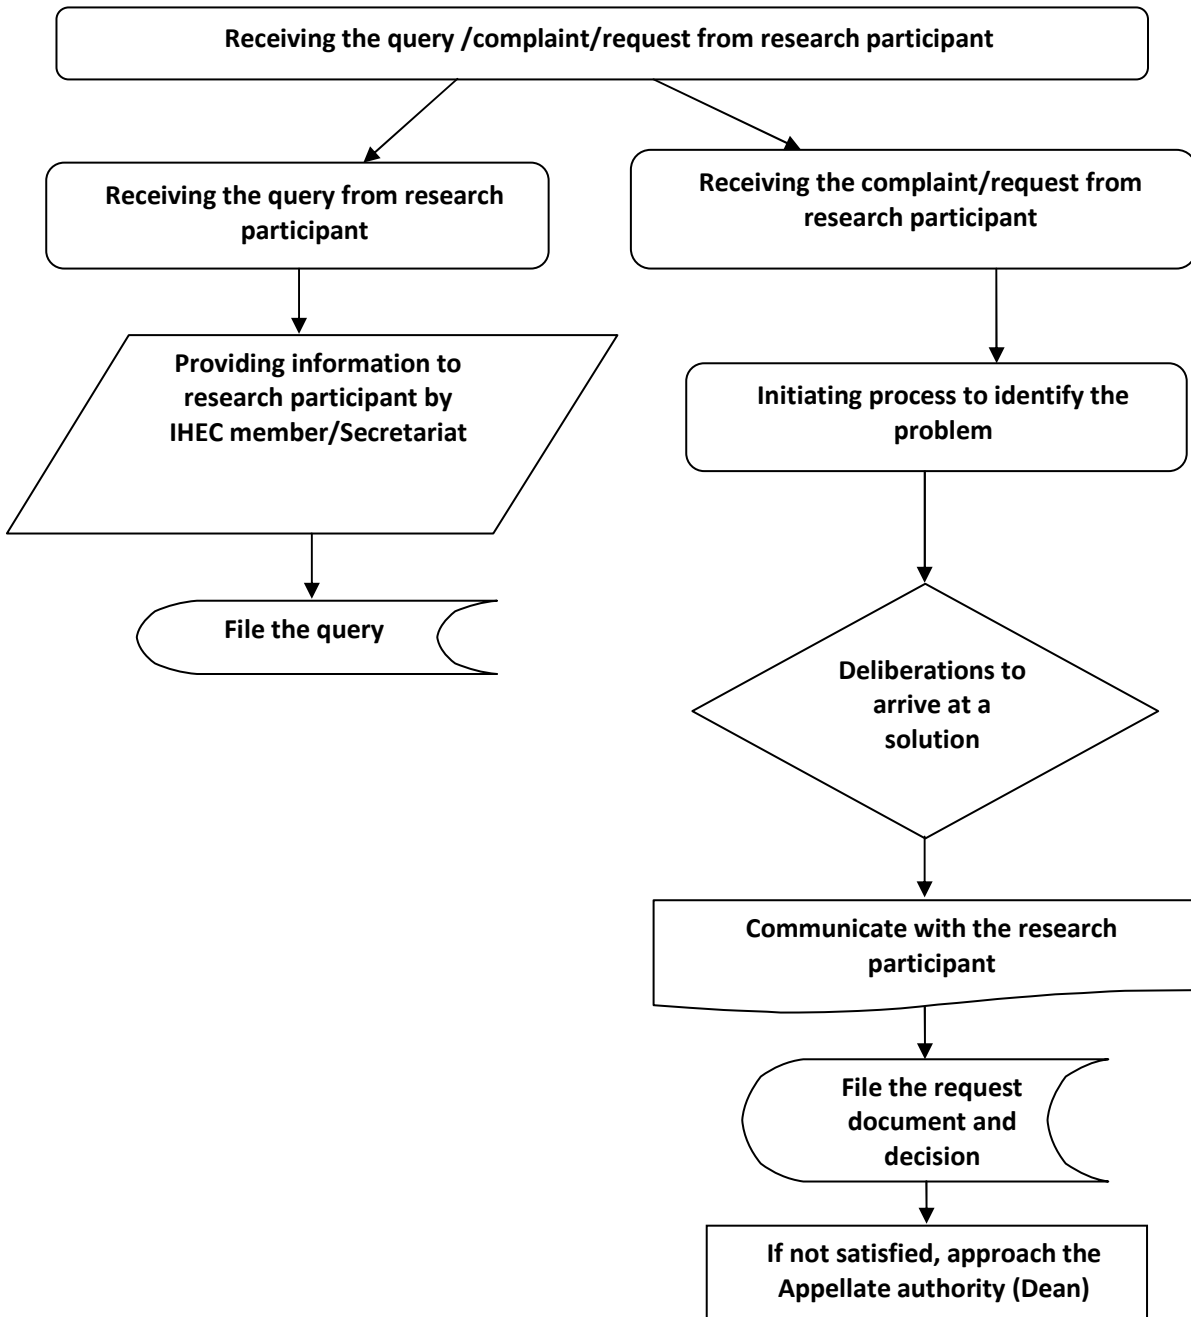 Receiving the query /complaint/request from research participant
Receiving the query from research
participant
Receiving the complaint/request from
research participant
Providing information to
research participant by
IHEC member/Secretariat
Initiating process to identify the
problem
File the query
Deliberations to
arrive at a
solution
Communicate with the research
participant
File the request
document and
decision
If not satisfied, approach the
Appellate authority (Dean)